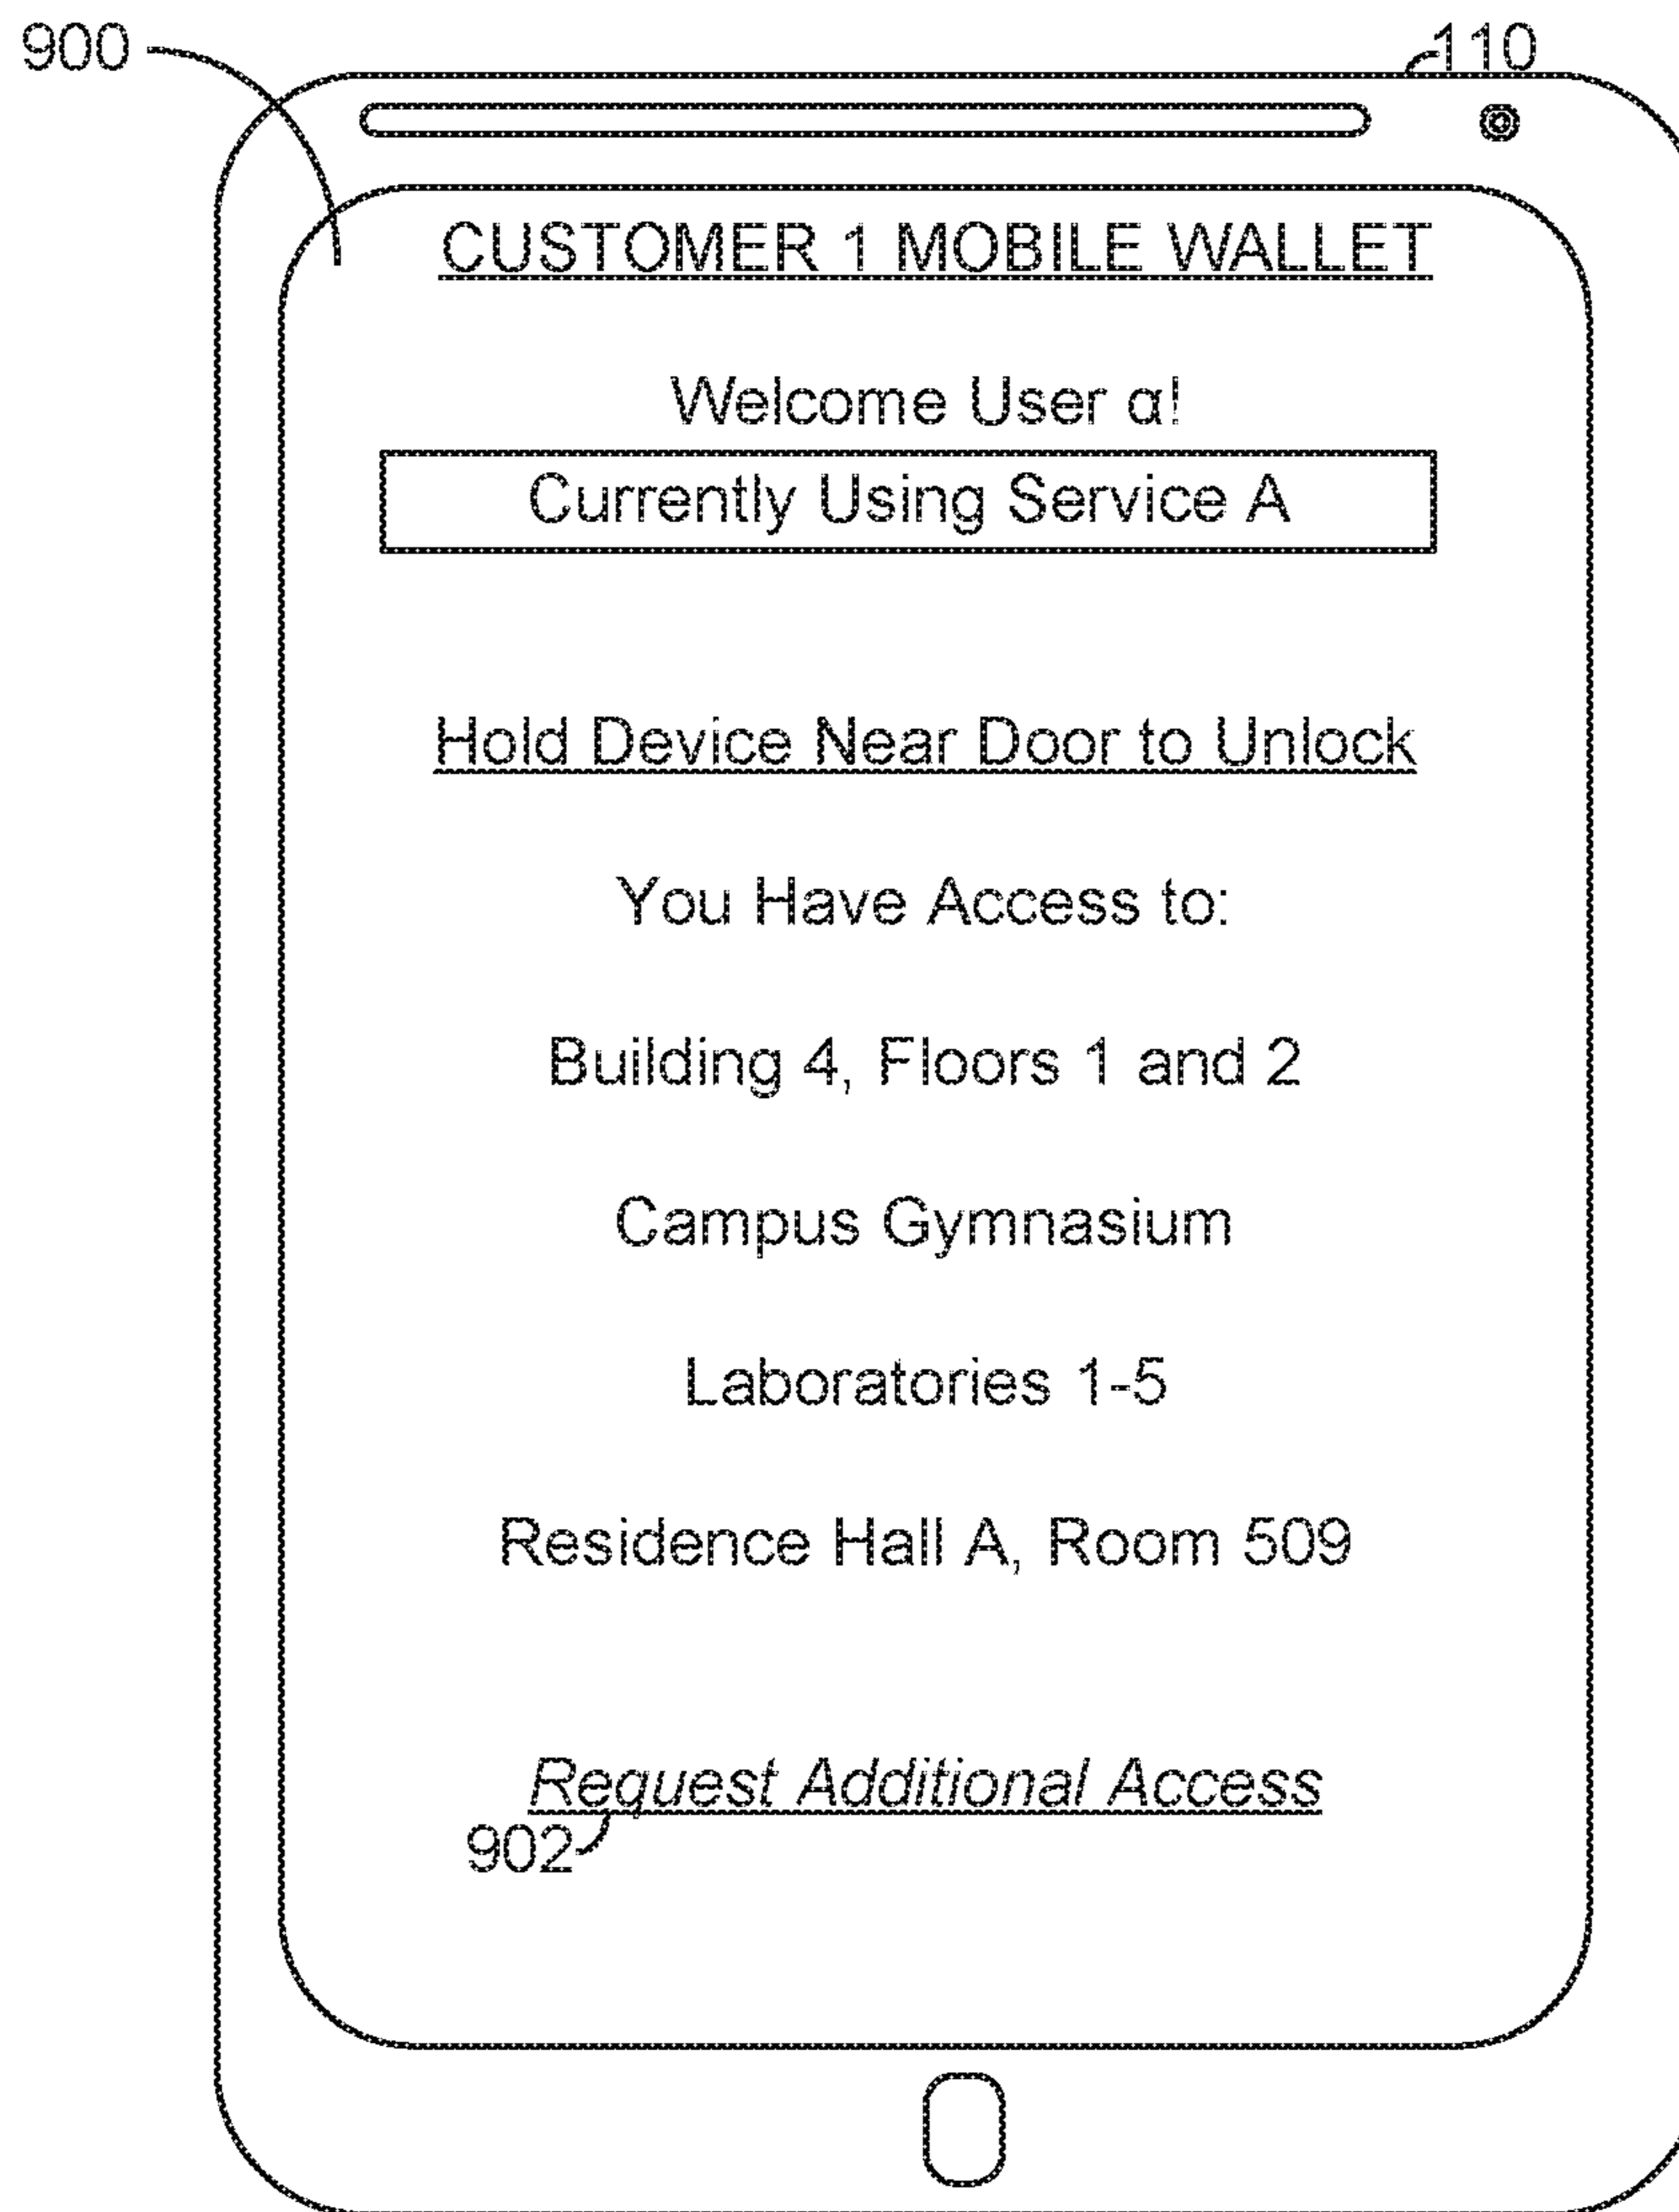 900
110
CUSTOMER 1 MOBILE WALLET
Welcome User α!
Currently Using Service A
Hold Device Near Door to Unlock
You Have Access to:
Building 4, Floors 1 and 2
Campus Gymnasium
Laboratories 1-5
Residence Hall A, Room 509
Request Additional Access
902